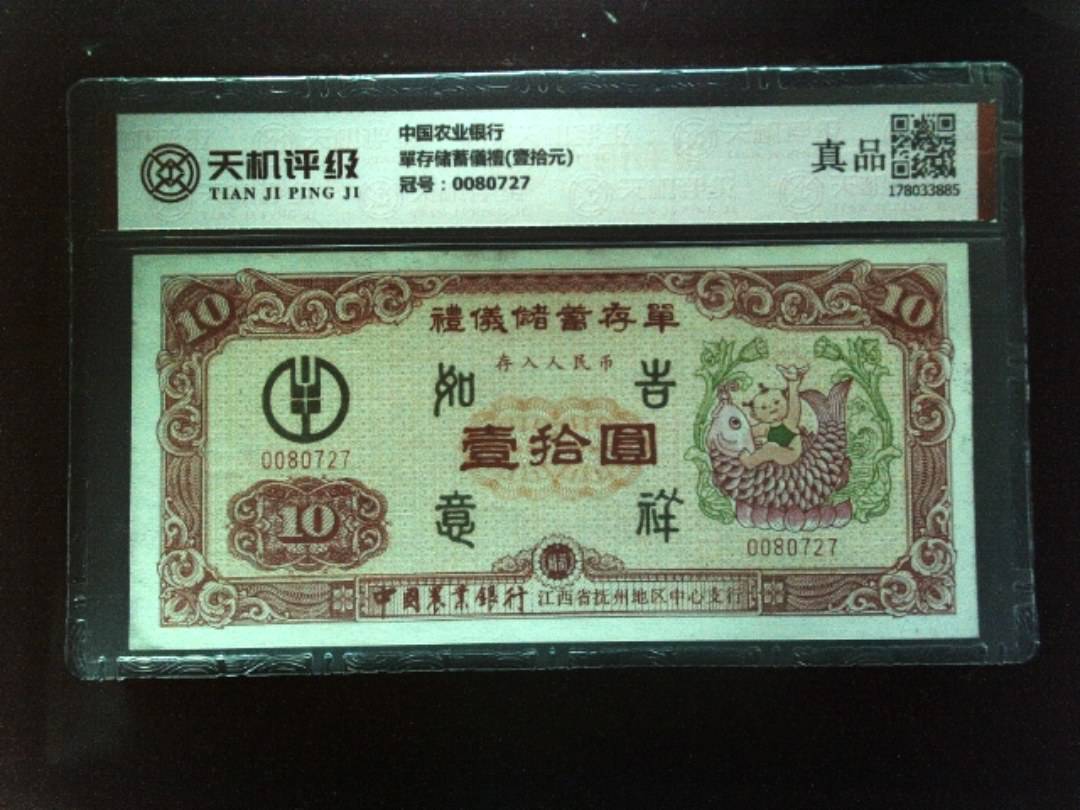 天机评级
TIAN JI PING JI
中国农业银行
單存储蓄儀禮(壹拾元)
冠号：0080727
真品
178033885
10
10
禮儀儲蓄存單
存入人民币
如意
吉祥
壹拾圓
0080727
10
0080727
中國農業銀行 江西省抚州地区中心支行